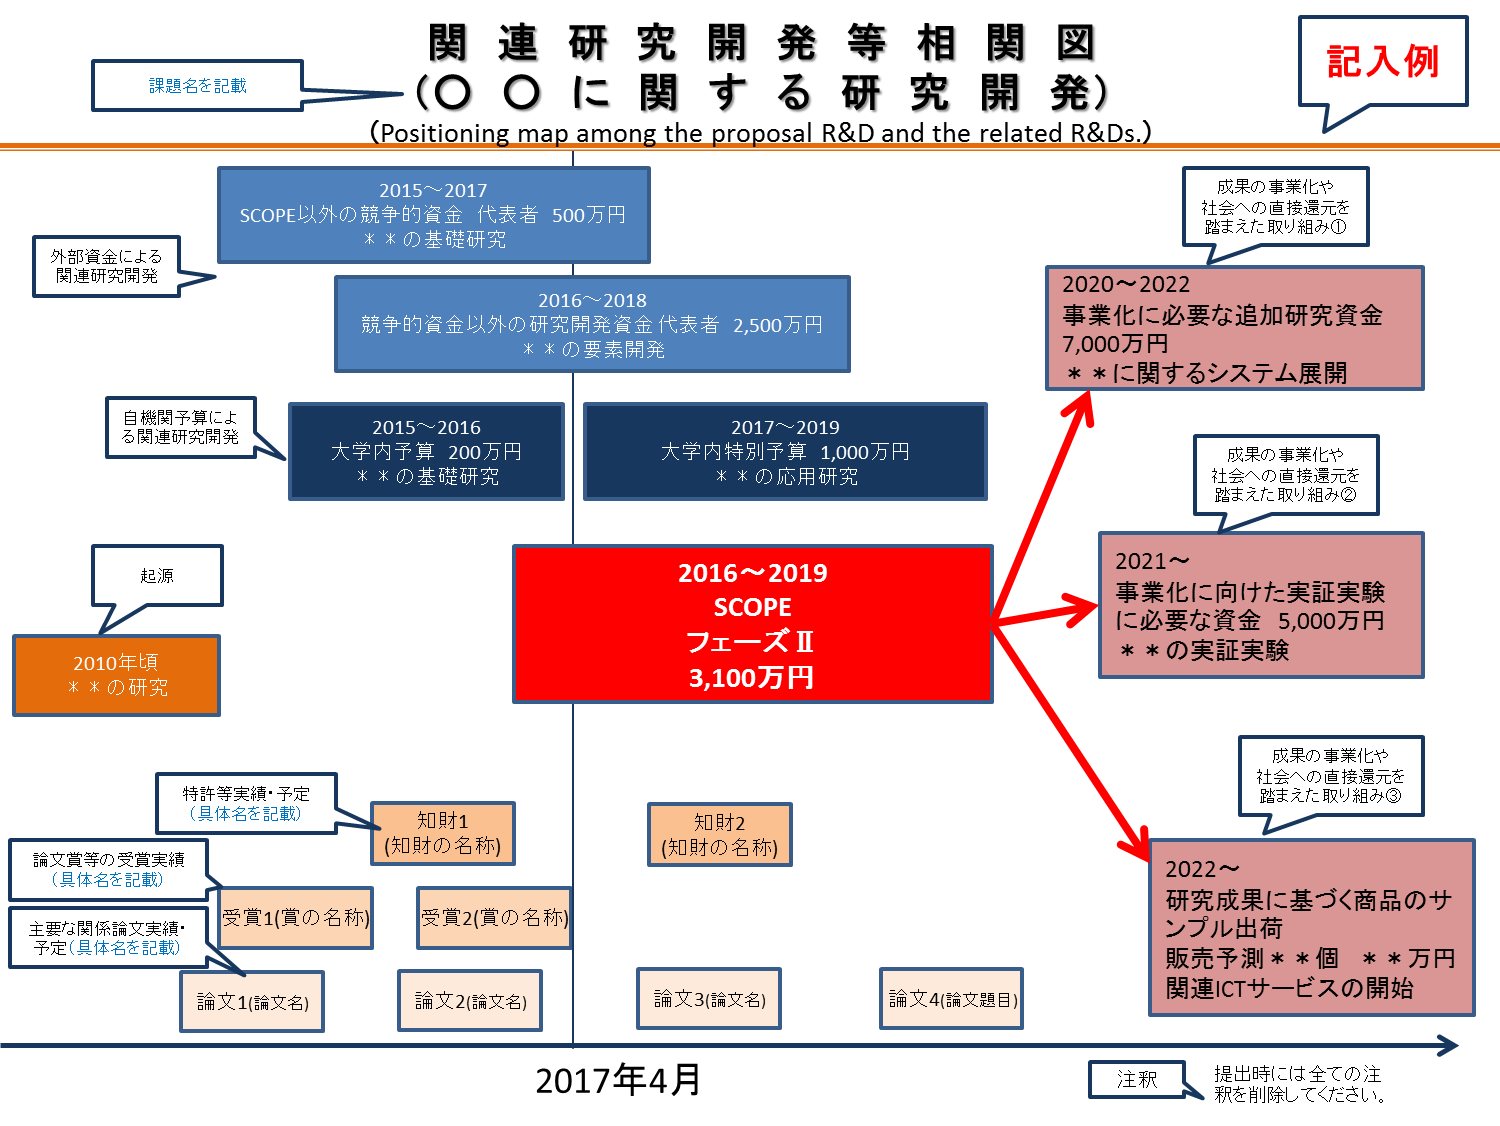 関連研究開発等相関図
(〇〇に関する研究開発)
（Positioning map among the proposal R&D and the related R&Ds.）
課題名を記載
記入例
2015～2017
SCOPE以外の競争的資金　代表者　500万円
＊＊の基礎研究
外部資金による
関連研究開発
2016～2018
競争的資金以外の研究開発資金 代表者　2,500万円
＊＊の要素開発
自機関予算によ
る関連研究開発
2015～2016
大学内予算　200万円
＊＊の基礎研究
2017～2019
大学内特別予算　1,000万円
＊＊の応用研究
起源
2010年頃
＊＊の研究
2016～2019
SCOPE
フェーズⅡ
3,100万円
成果の事業化や
社会への直接還元を
踏まえた取り組み①
2020～2022
事業化に必要な追加研究資金
7,000万円
＊＊に関するシステム展開
成果の事業化や
社会への直接還元を
踏まえた取り組み②
2021～
事業化に向けた実証実験
に必要な資金　5,000万円
＊＊の実証実験
成果の事業化や
社会への直接還元を
踏まえた取り組み③
2022～
研究成果に基づく商品のサ
ンプル出荷
販売予測＊＊個　＊＊万円
関連ICTサービスの開始
特許等実績・予定
（具体名を記載）
知財1
(知財の名称)
知財2
(知財の名称)
論文賞等の受賞実績
（具体名を記載）
受賞1(賞の名称)
受賞2(賞の名称)
主要な関係論文実績・
予定（具体名を記載）
論文1(論文名)
論文2(論文名)
論文3(論文名)
論文4(論文題目)
2017年4月
注釈
提出時には全ての注
釈を削除してください。